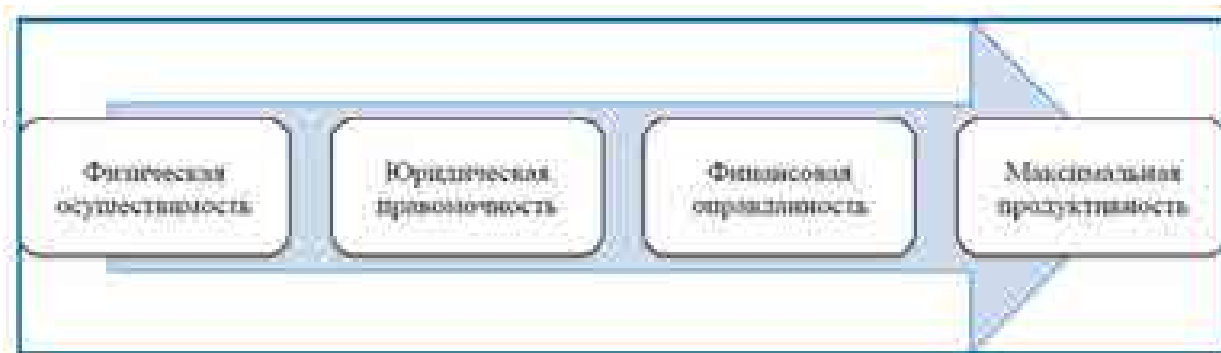 Физическая
осуществимость
Юридическая
правомочность
Финансовая
оправданность
Максимальная
продуктивность